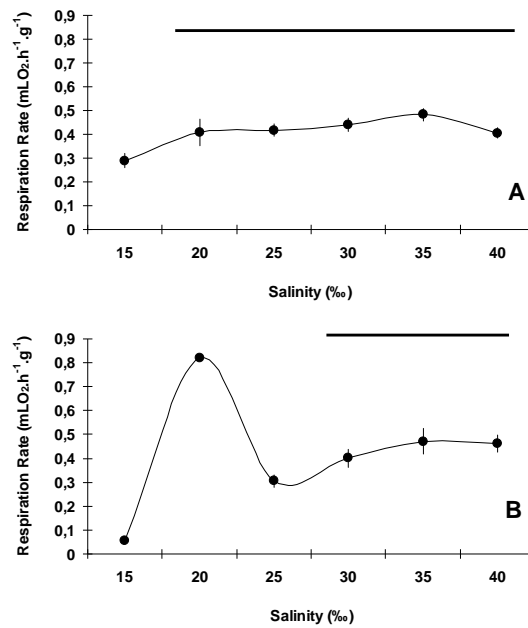 0,9
0,8
0,7
0,6
0,5
0,4
0,3
0,2
0,1
0
Respiration Rate (mLO₂.h⁻¹.g⁻¹)
A
15 20 25 30 35 40
Salinity (‰)
0,9
0,8
0,7
0,6
0,5
0,4
0,3
0,2
0,1
0
Respiration Rate (mLO₂.h⁻¹.g⁻¹)
B
15 20 25 30 35 40
Salinity (‰)